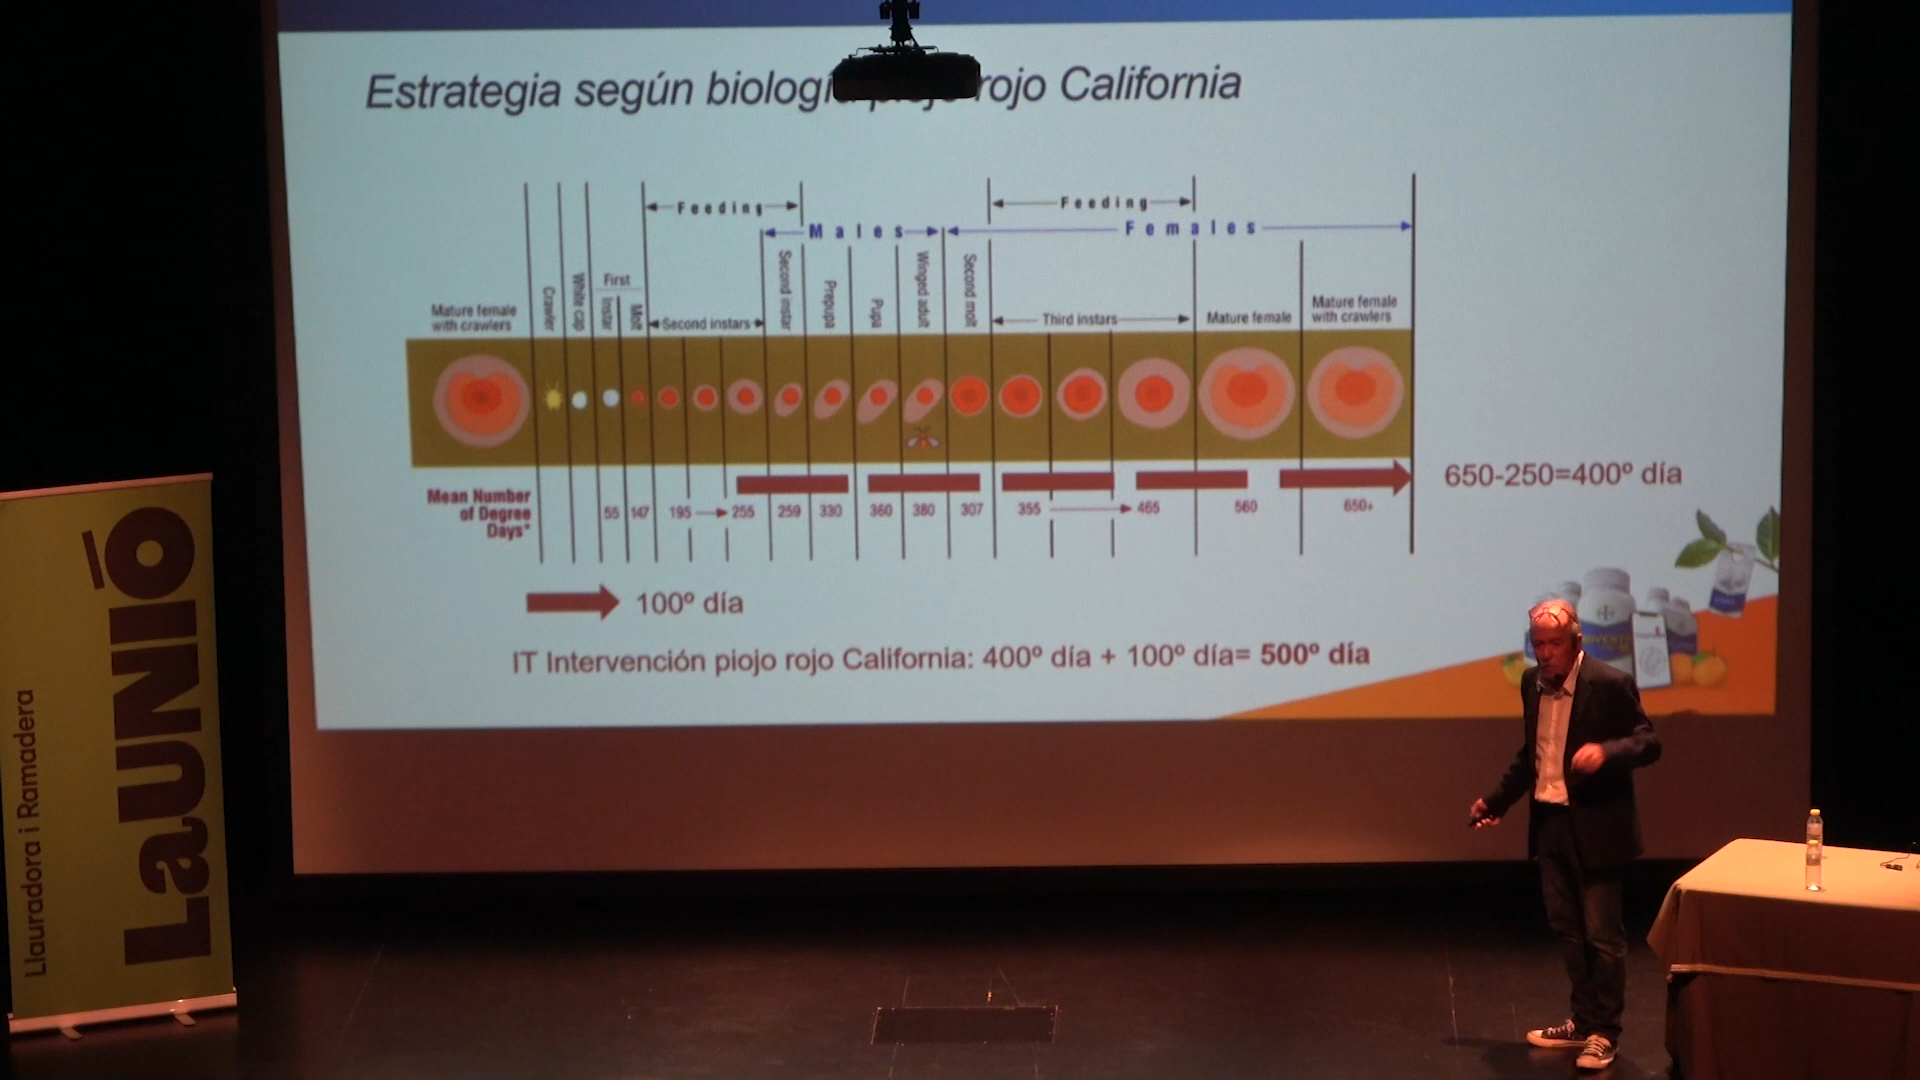 Estrategia según biología piojo rojo California
Feeding
Feeding
Males
Females
Mature female
with crawlers
Crawler
White cap
First
Instar
Molt
Second instars
Second instar
Prepupa
Pupa
Winged adult
Second molt
Third instars
Mature female
Mature female
with crawlers
Mean Number
of Degree
Days*
55
147
195
255
259
330
360
380
307
355
465
560
650+
650-250=400º día
100º día
IT Intervención piojo rojo California: 400º día + 100º día= 500º día
LaUNIÓ
Llauradora i Ramadera